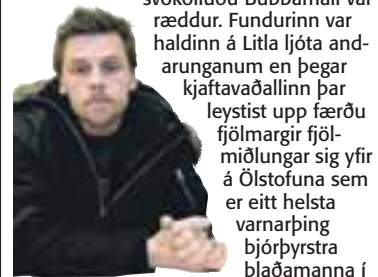 ræddur. Fundurinn var
haldinn á Litla ljóta and-
arunganum en þegar
kjaftavaðallinn þar
leystist upp færðu
fjölmargir fjöl-
miðlungar sig yfir
á Ölstofuna sem
er eitt helsta
varnarþing
bjórþyrstra
blaðamanna í